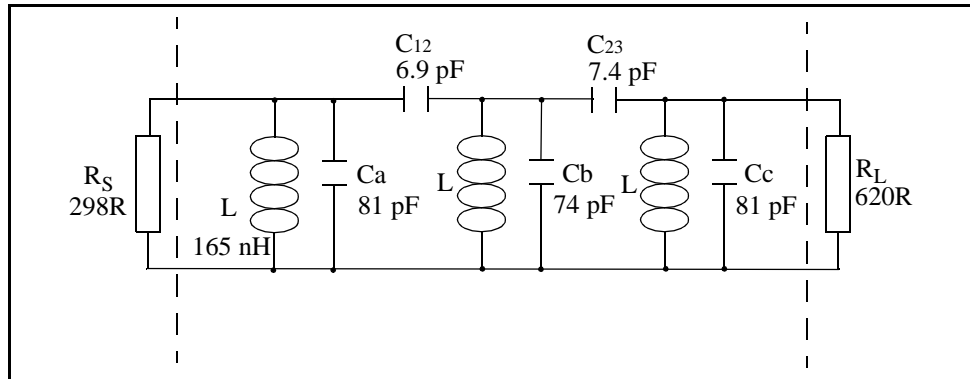 C12
6.9 pF
C23
7.4 pF
RS
298R
L
165 nH
Ca
81 pF
L
Cb
74 pF
L
Cc
81 pF
RL
620R